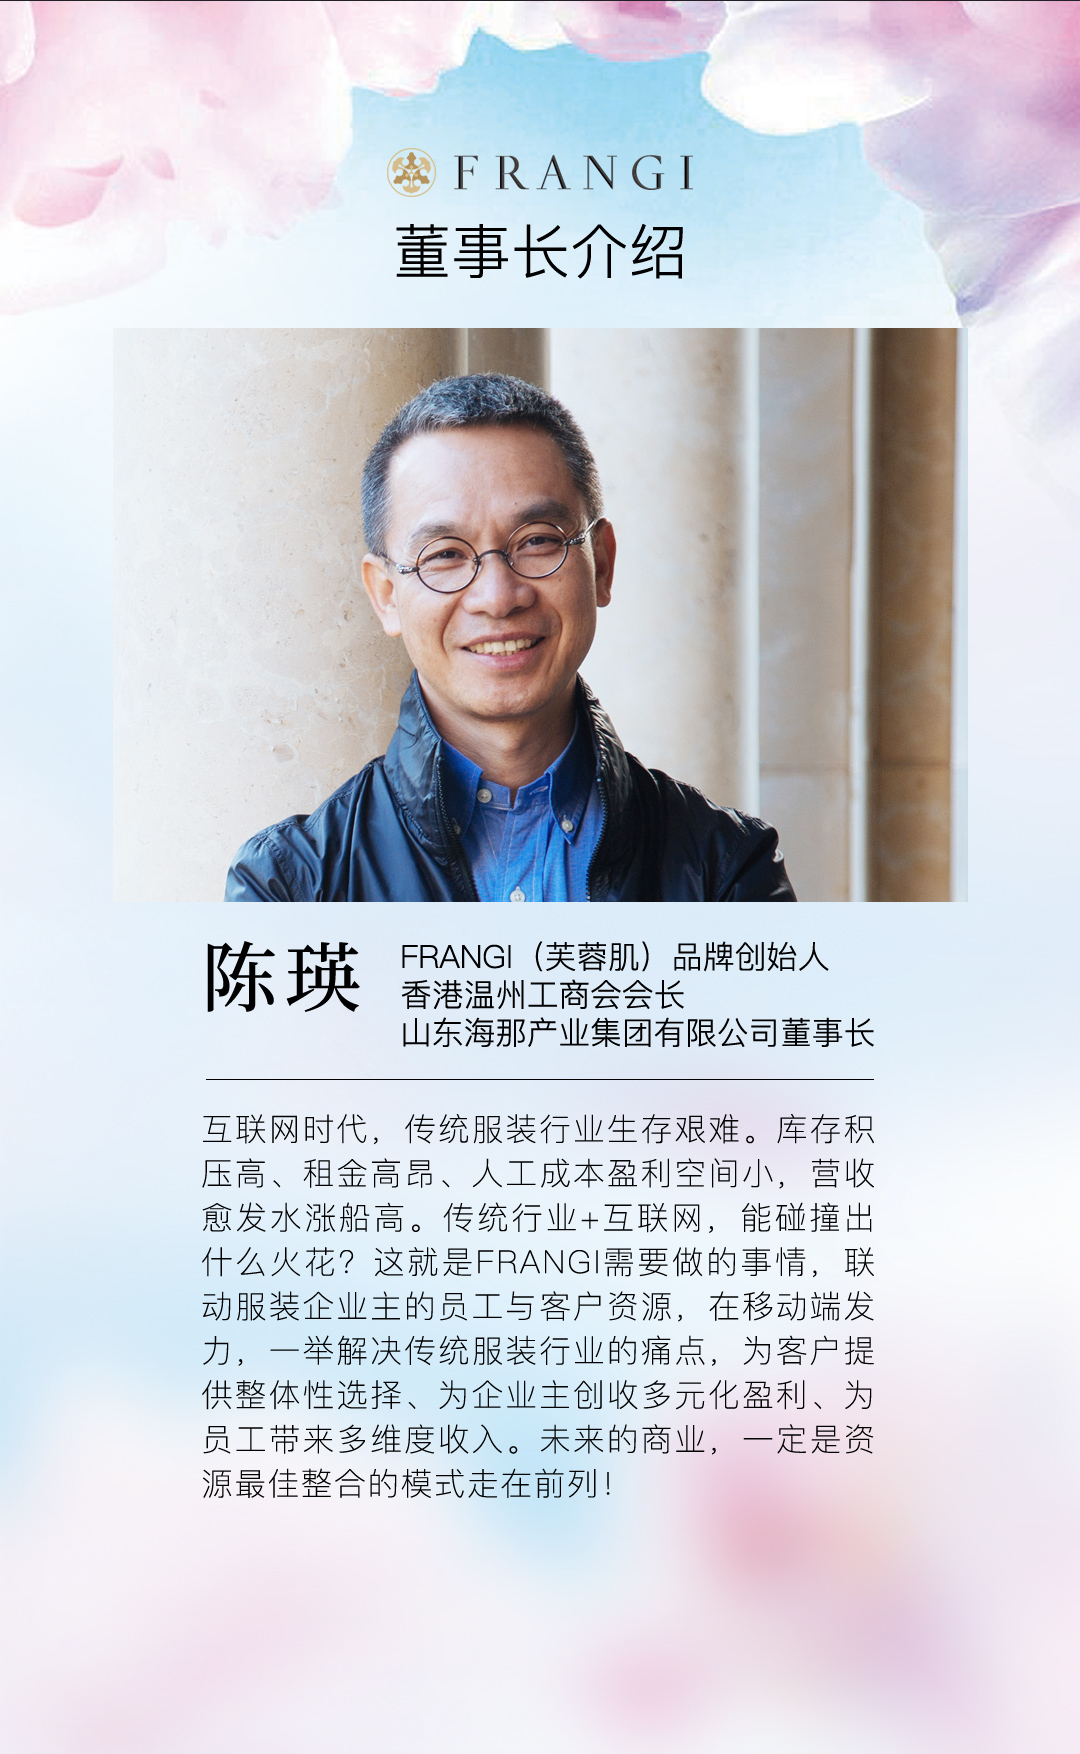 FRANGI
董事长介绍
陈瑛
FRANGI（芙蓉肌）品牌创始人
香港温州工商会会长
山东海那产业集团有限公司董事长
互联网时代，传统服装行业生存艰难。库存积
压高、租金高昂、人工成本盈利空间小，营收
愈发水涨船高。传统行业+互联网，能碰撞出
什么火花？这就是FRANGI需要做的事情，联
动服装企业主的员工与客户资源，在移动端发
力，一举解决传统服装行业的痛点，为客户提
供整体性选择、为企业主创收多元化盈利、为
员工带来多维度收入。未来的商业，一定是资
源最佳整合的模式走在前列！